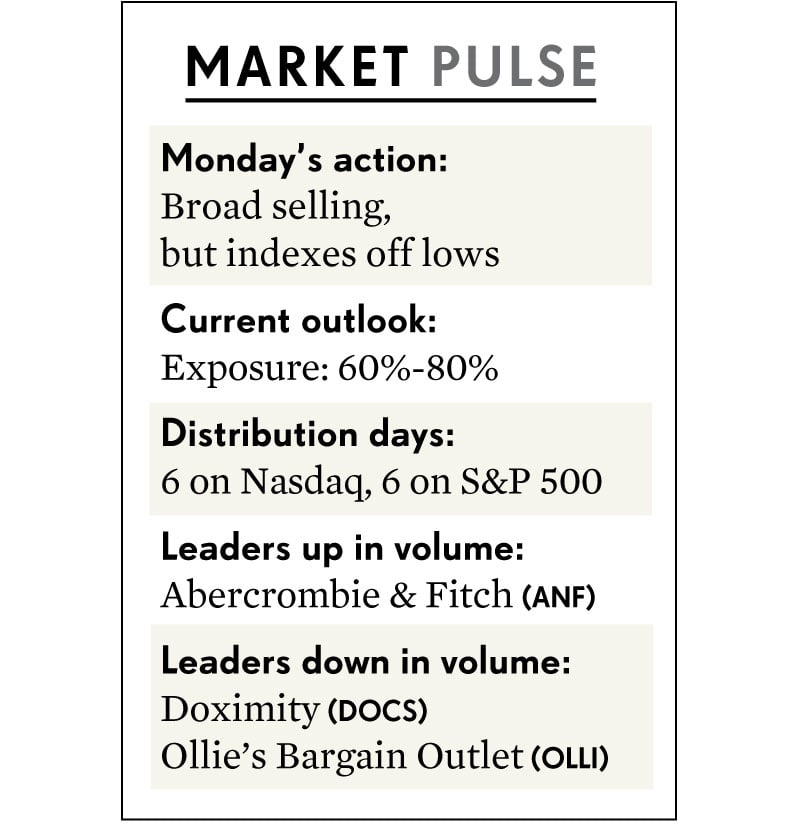 MARKET PULSE
Monday’s action:
Broad selling,
but indexes off lows
Current outlook:
Exposure: 60%-80%
Distribution days:
6 on Nasdaq, 6 on S&P 500
Leaders up in volume:
Abercrombie & Fitch (ANF)
Leaders down in volume:
Doximity (DOCS)
Ollie’s Bargain Outlet (OLLI)